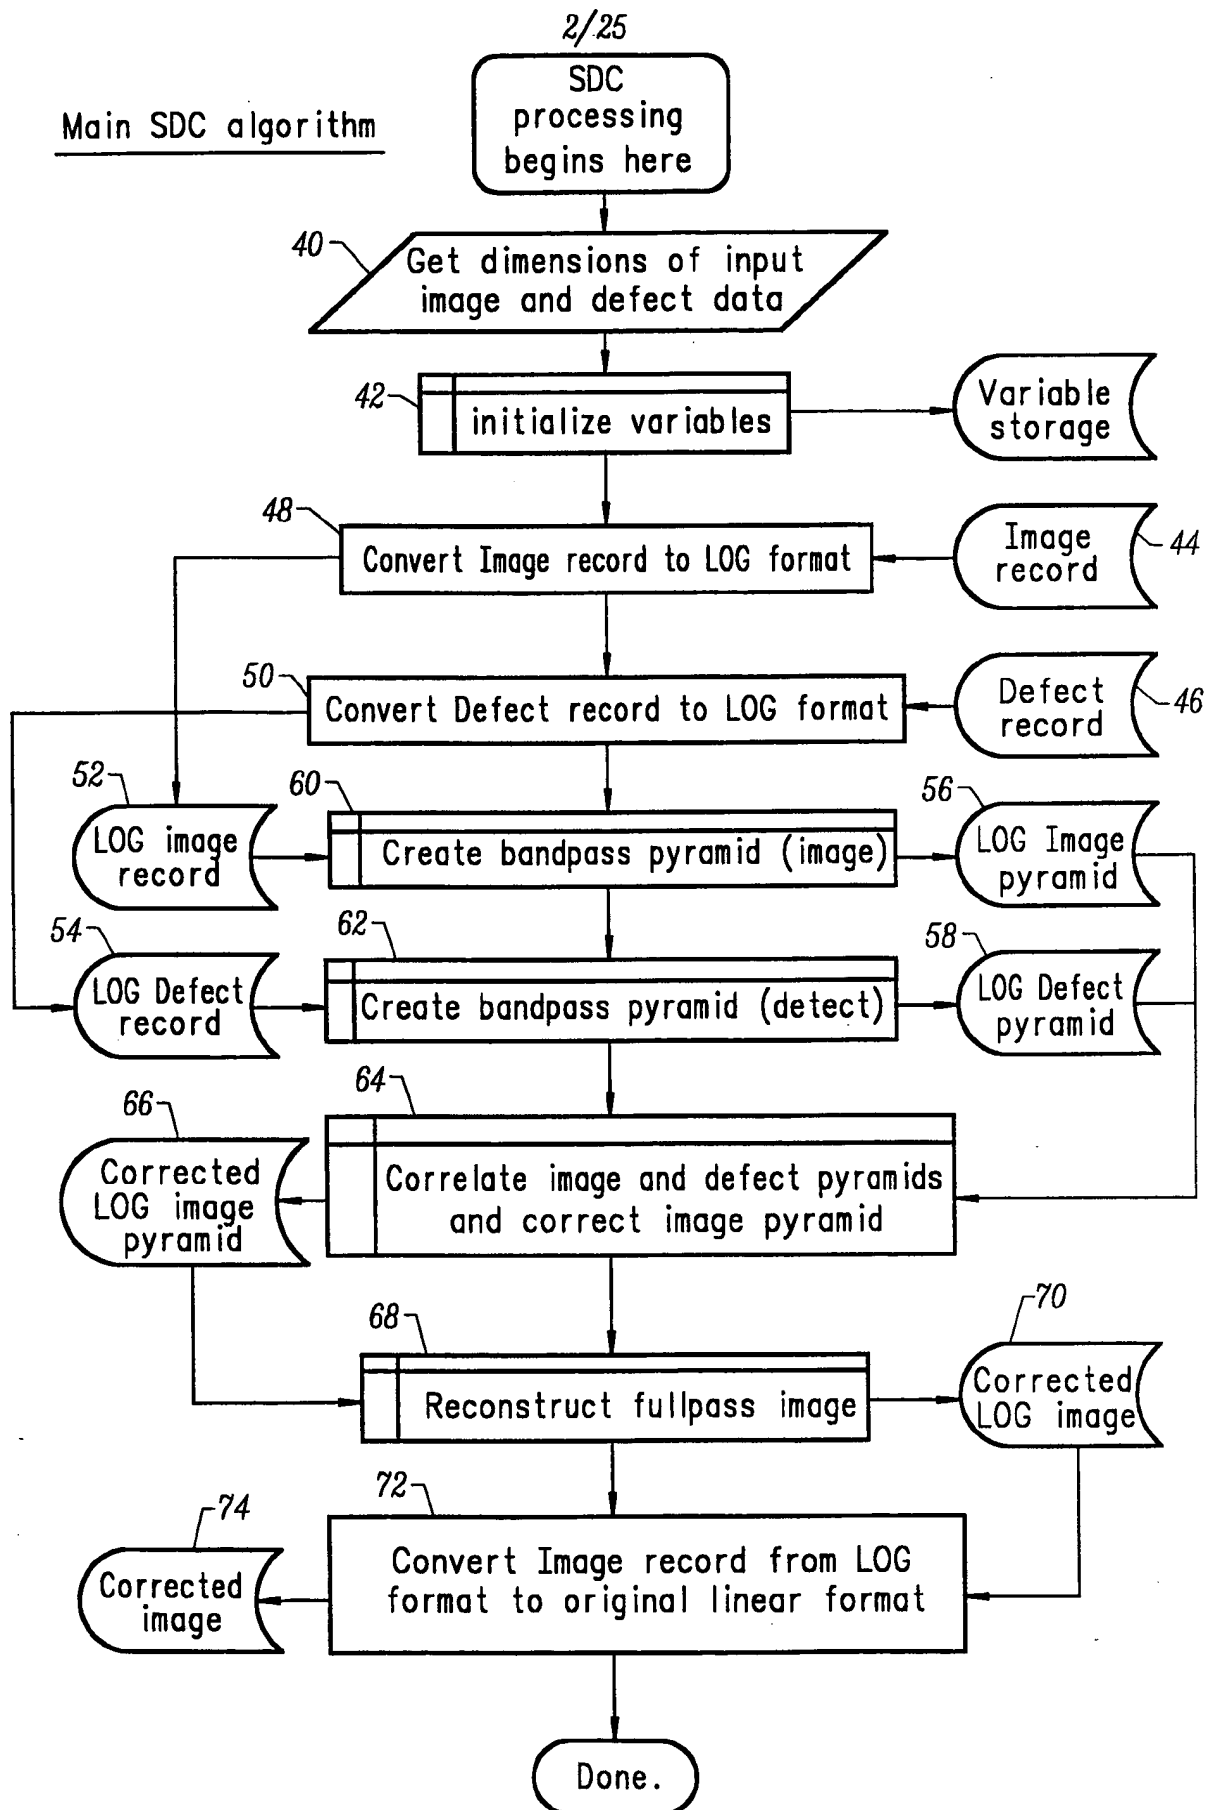 2/25
SDC
processing
begins here
Main SDC algorithm
40
Get dimensions of input
image and defect data
42
initialize variables
Variable
storage
48
Convert Image record to LOG format
Image
record
44
50
Convert Defect record to LOG format
Defect
record
46
52
LOG image
record
60
Create bandpass pyramid (image)
56
LOG Image
pyramid
54
LOG Defect
record
62
Create bandpass pyramid (detect)
58
LOG Defect
pyramid
64
Correlate image and defect pyramids
and correct image pyramid
66
Corrected
LOG image
pyramid
68
Reconstruct fullpass image
70
Corrected
LOG image
72
Convert Image record from LOG
format to original linear format
74
Corrected
image
Done.